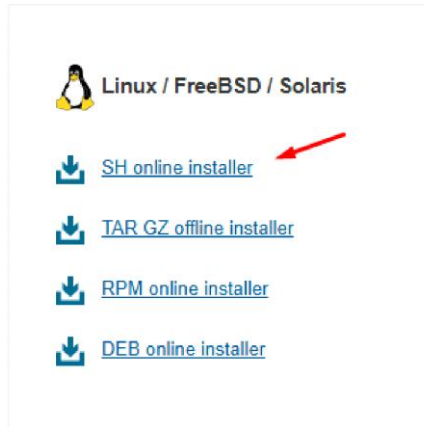 Linux / FreeBSD / Solaris
SH online installer
TAR GZ offline installer
RPM online installer
DEB online installer